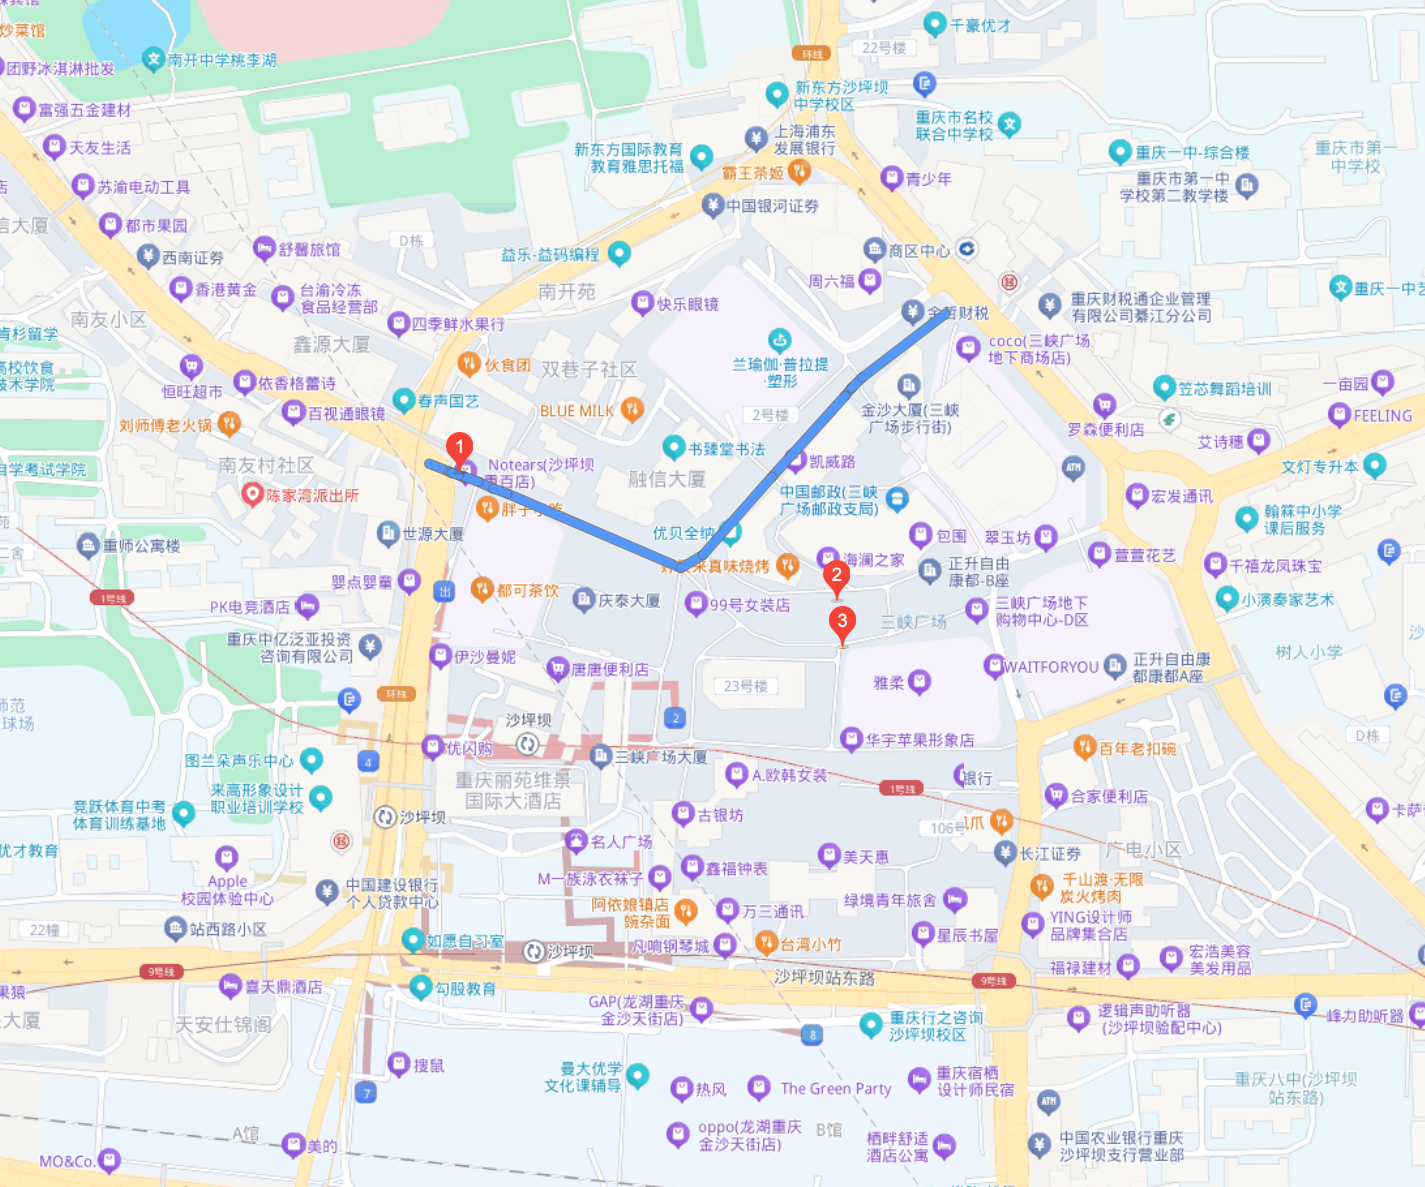 炒菜馆
南开中学桃李湖
团野冰淇淋批发
富强五金建材
天友生活
苏渝电动工具
都市果园
西南证券
舒馨旅馆
香港黄金
台渝冷冻
食品经营部
南友小区
鑫源大厦
四季鲜水果行
恒旺超市
依香格蕾诗
百视通眼镜
刘师傅老火锅
南友村社区
陈家湾派出所
D栋
环线
22号楼
千豪优才
新东方沙坪坝
中学校区
上海浦东
发展银行
新东方国际教育
教育雅思托福
霸王茶姬
中国银河证券
益乐-益码编程
南开苑
快乐眼镜
青少年
商区中心
周六福
重庆市名校
联合中学校
重庆一中-综合楼
重庆市第一中
学校第二教学楼
重庆市第一
中学校
重庆一中艺
重庆财税通企业管理
有限公司綦江分公司
coco(三峡广场
地下商场店)
伙食团
双巷子社区
春声国艺
BLUE MILK
兰瑜伽·普拉提
·塑形
2号楼
金沙大厦(三峡
广场步行街)
笠芯舞蹈培训
一亩园
FEELING
罗森便利店
艾诗穗
文灯专升本
1
Notears(沙坪坝
书臻堂书法
融信大厦
凯威路
中国邮政(三峡
广场邮政支局)
ATM
宏发通讯
翰箖中小学
课后服务
自学考试学院
重师公寓楼
世源大厦
优贝全纳
海澜之家
包围
翠玉坊
萱萱花艺
千禧龙凤珠宝
正升自由
康都-B座
小演奏家艺术
1号线
婴点婴童
PK电竞酒店
出
都可茶饮
庆泰大厦
99号女装店
2
3
三峡广场
三峡广场地下
购物中心-D区
重庆中亿泛亚投资
咨询有限公司
伊沙曼妮
唐唐便利店
23号楼
雅柔
WAITFORYOU
正升自由康
都康都A座
树人小学
环线
沙坪坝
2
优闪购
三峡广场大厦
华宇苹果形象店
百年老扣碗
D栋
4
图兰朵声乐中心
来高形象设计
职业培训学校
竞跃体育中考
体育训练基地
重庆丽苑维景
国际大酒店
A.欧韩女装
1号线
银行
合家便利店
沙坪坝
古银坊
名人广场
美天惠
长江证券
广电小区
优才教育
Apple
校园体验中心
中国建设银行
个人贷款中心
M一族泳衣袜子
鑫福钟表
阿依娘镇店
豌杂面
万三通讯
绿境青年旅舍
千山渡·无限
炭火烤肉
YING设计师
品牌集合店
22幢
站西路小区
如愿自习室
沙坪坝
凡响钢琴城
台湾小竹
星辰书屋
福禄建材
宏浩美容
美发用品
9号线
喜天鼎酒店
勾股教育
沙坪坝站东路
9号线
天安仕锦阁
GAP(龙湖重庆
金沙天街店)
8
重庆行之咨询
沙坪坝校区
逻辑声助听器
(沙坪坝验配中心)
峰力助听器
搜鼠
7
曼大优学
文化课辅导
热风
The Green Party
重庆宿栖
设计师民宿
重庆八中(沙坪坝
站东路)
ATM
A馆
美的
MO&Co.
oppo(龙湖重庆
金沙天街店)
B馆
栖畔舒适
酒店公寓
中国农业银行重庆
沙坪坝支行营业部